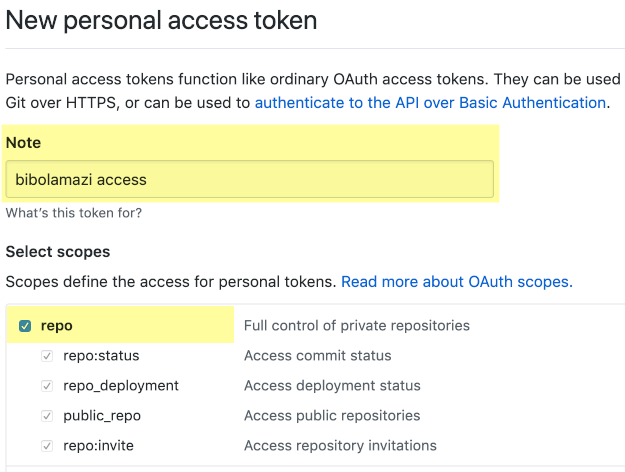 New personal access token
Personal access tokens function like ordinary OAuth access tokens. They can be used
Git over HTTPS, or can be used to authenticate to the API over Basic Authentication.
Note
bibolamazi access
What's this token for?
Select scopes
Scopes define the access for personal tokens. Read more about OAuth scopes.
repo Full control of private repositories
repo:status Access commit status
repo_deployment Access deployment status
public_repo Access public repositories
repo:invite Access repository invitations